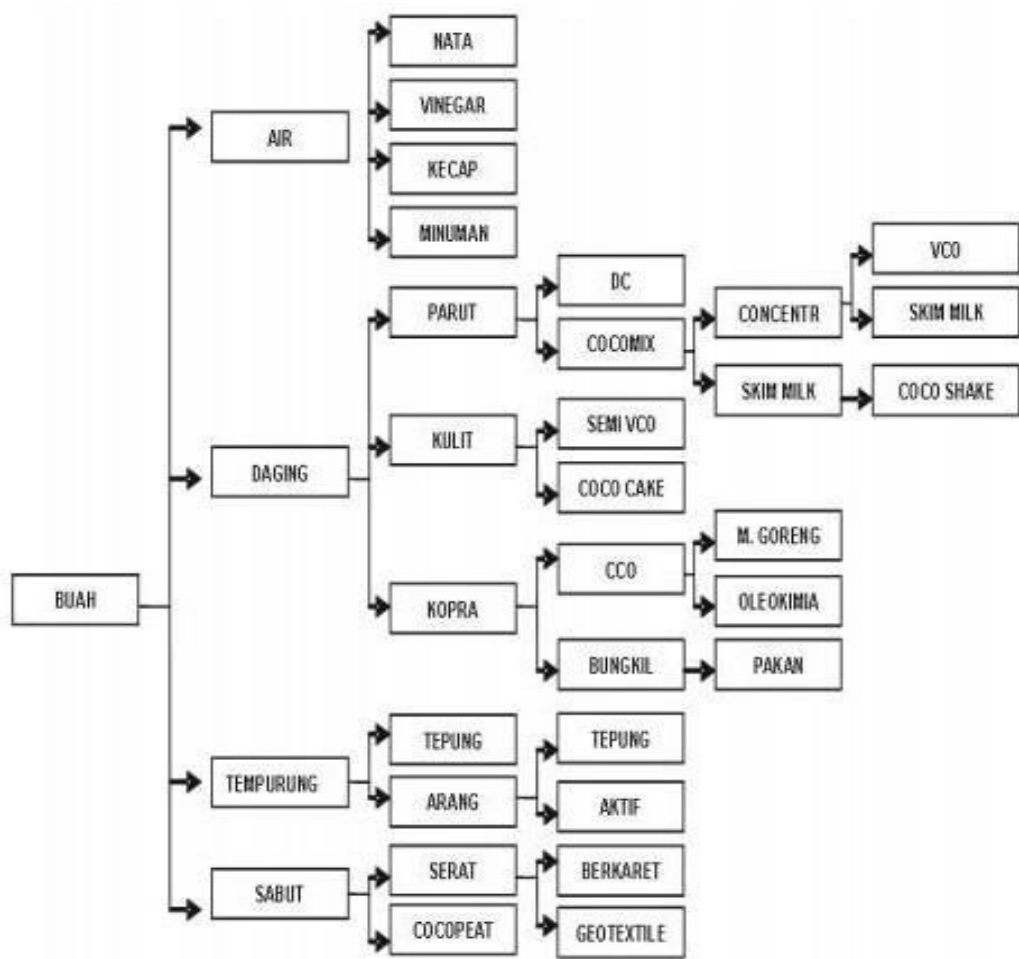 NATA
VINEGAR
AIR
KECAP
MINUMAN
VCO
DC
PARUT
CONCENTR
SKIM MILK
COCOMIX
SKIM MILK
COCO SHAKE
SEMI VCO
KULIT
DAGING
COCO CAKE
M. GORENG
CCO
BUAH
KOPRA
OLEOKIMIA
BUNGKIL
PAKAN
TEPUNG
TEPUNG
TEMPURUNG
ARANG
AKTIF
SERAT
BERKARET
SABUT
COCOPEAT
GEOTEXTILE